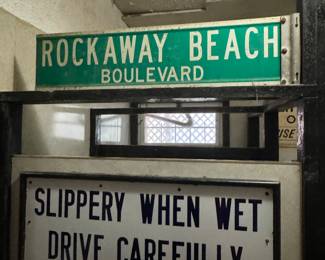 ROCKAWAY BEACH
BOULEVARD
SLIPPERY WHEN WET
DRIVE CAREFULLY